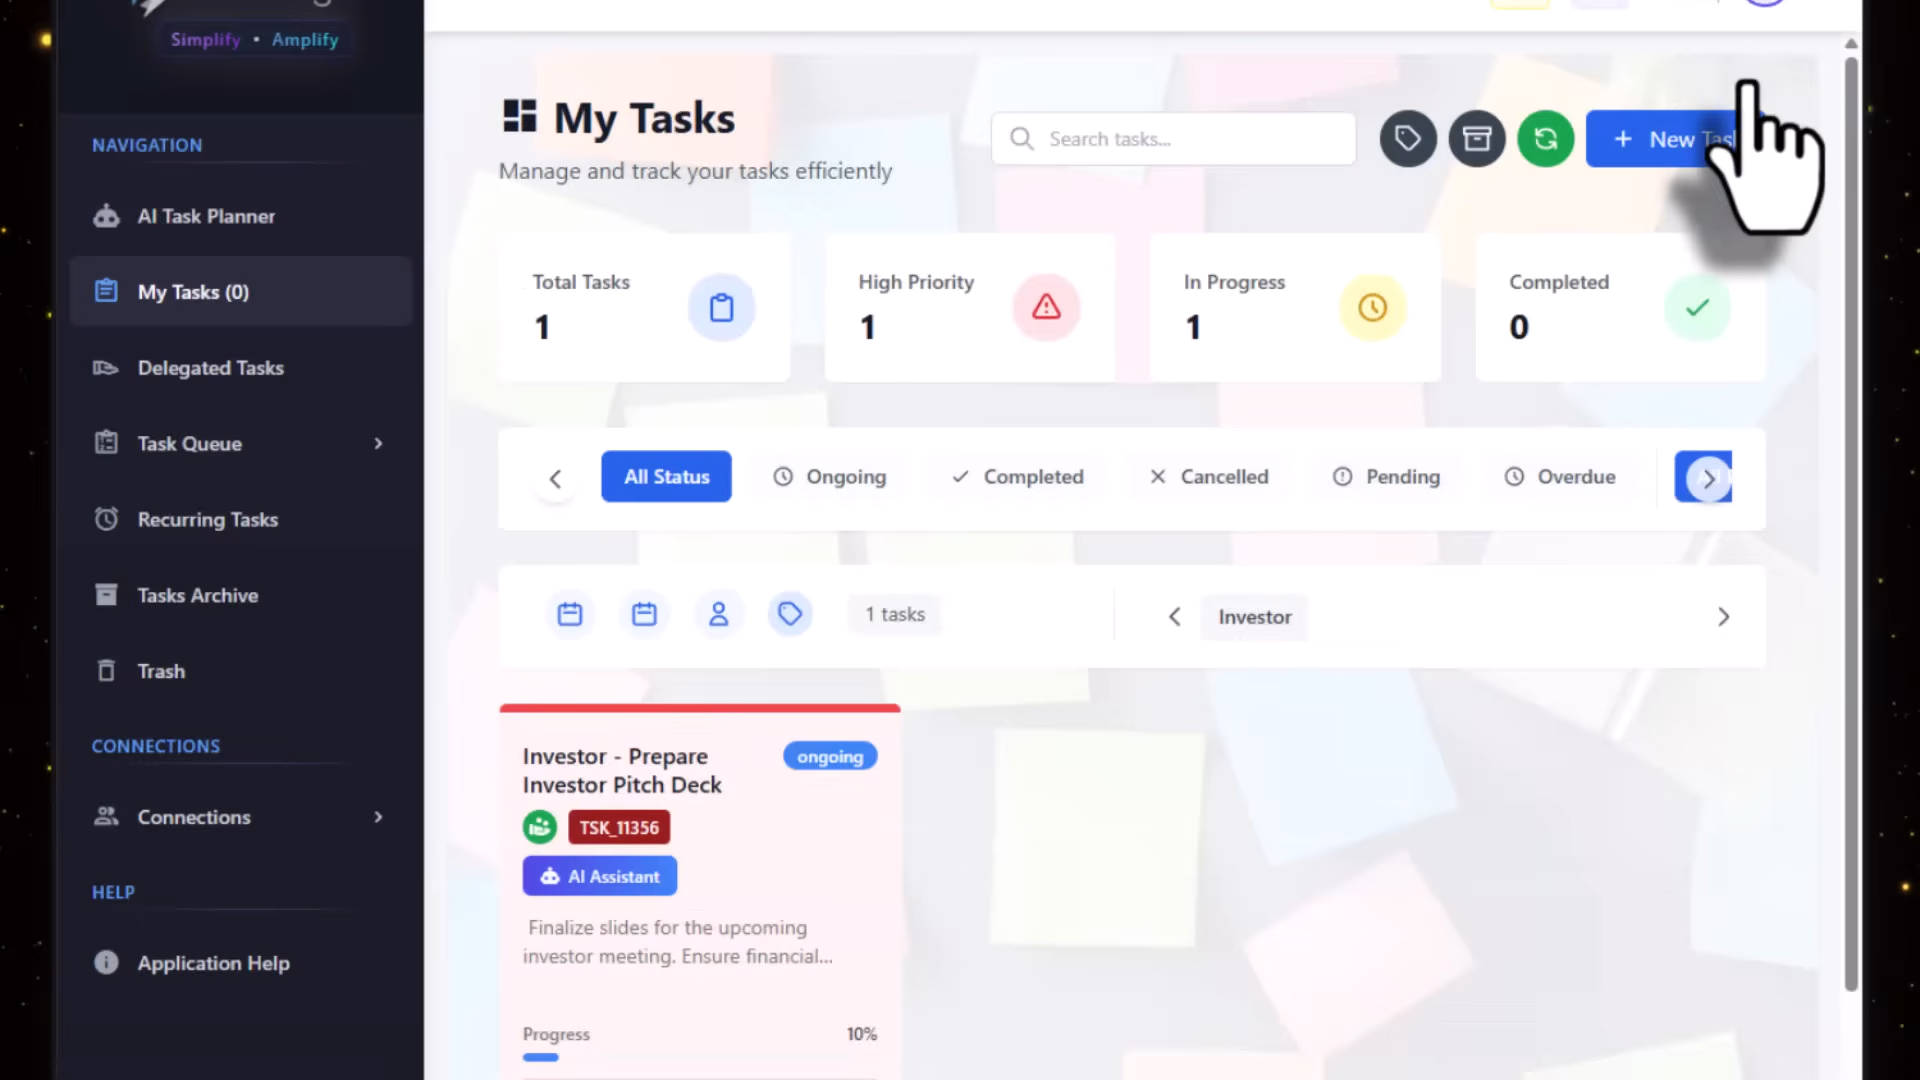 Simplify • Amplify
NAVIGATION
AI Task Planner
My Tasks (0)
Delegated Tasks
Task Queue
Recurring Tasks
Tasks Archive
Trash
CONNECTIONS
Connections
HELP
Application Help
My Tasks
Manage and track your tasks efficiently
Search tasks...
+ New
Total Tasks
1
High Priority
1
In Progress
1
Completed
0
All Status
Ongoing
Completed
Cancelled
Pending
Overdue
1 tasks
Investor
Investor - Prepare
Investor Pitch Deck
ongoing
TSK_11356
AI Assistant
Finalize slides for the upcoming
investor meeting. Ensure financial...
Progress
10%